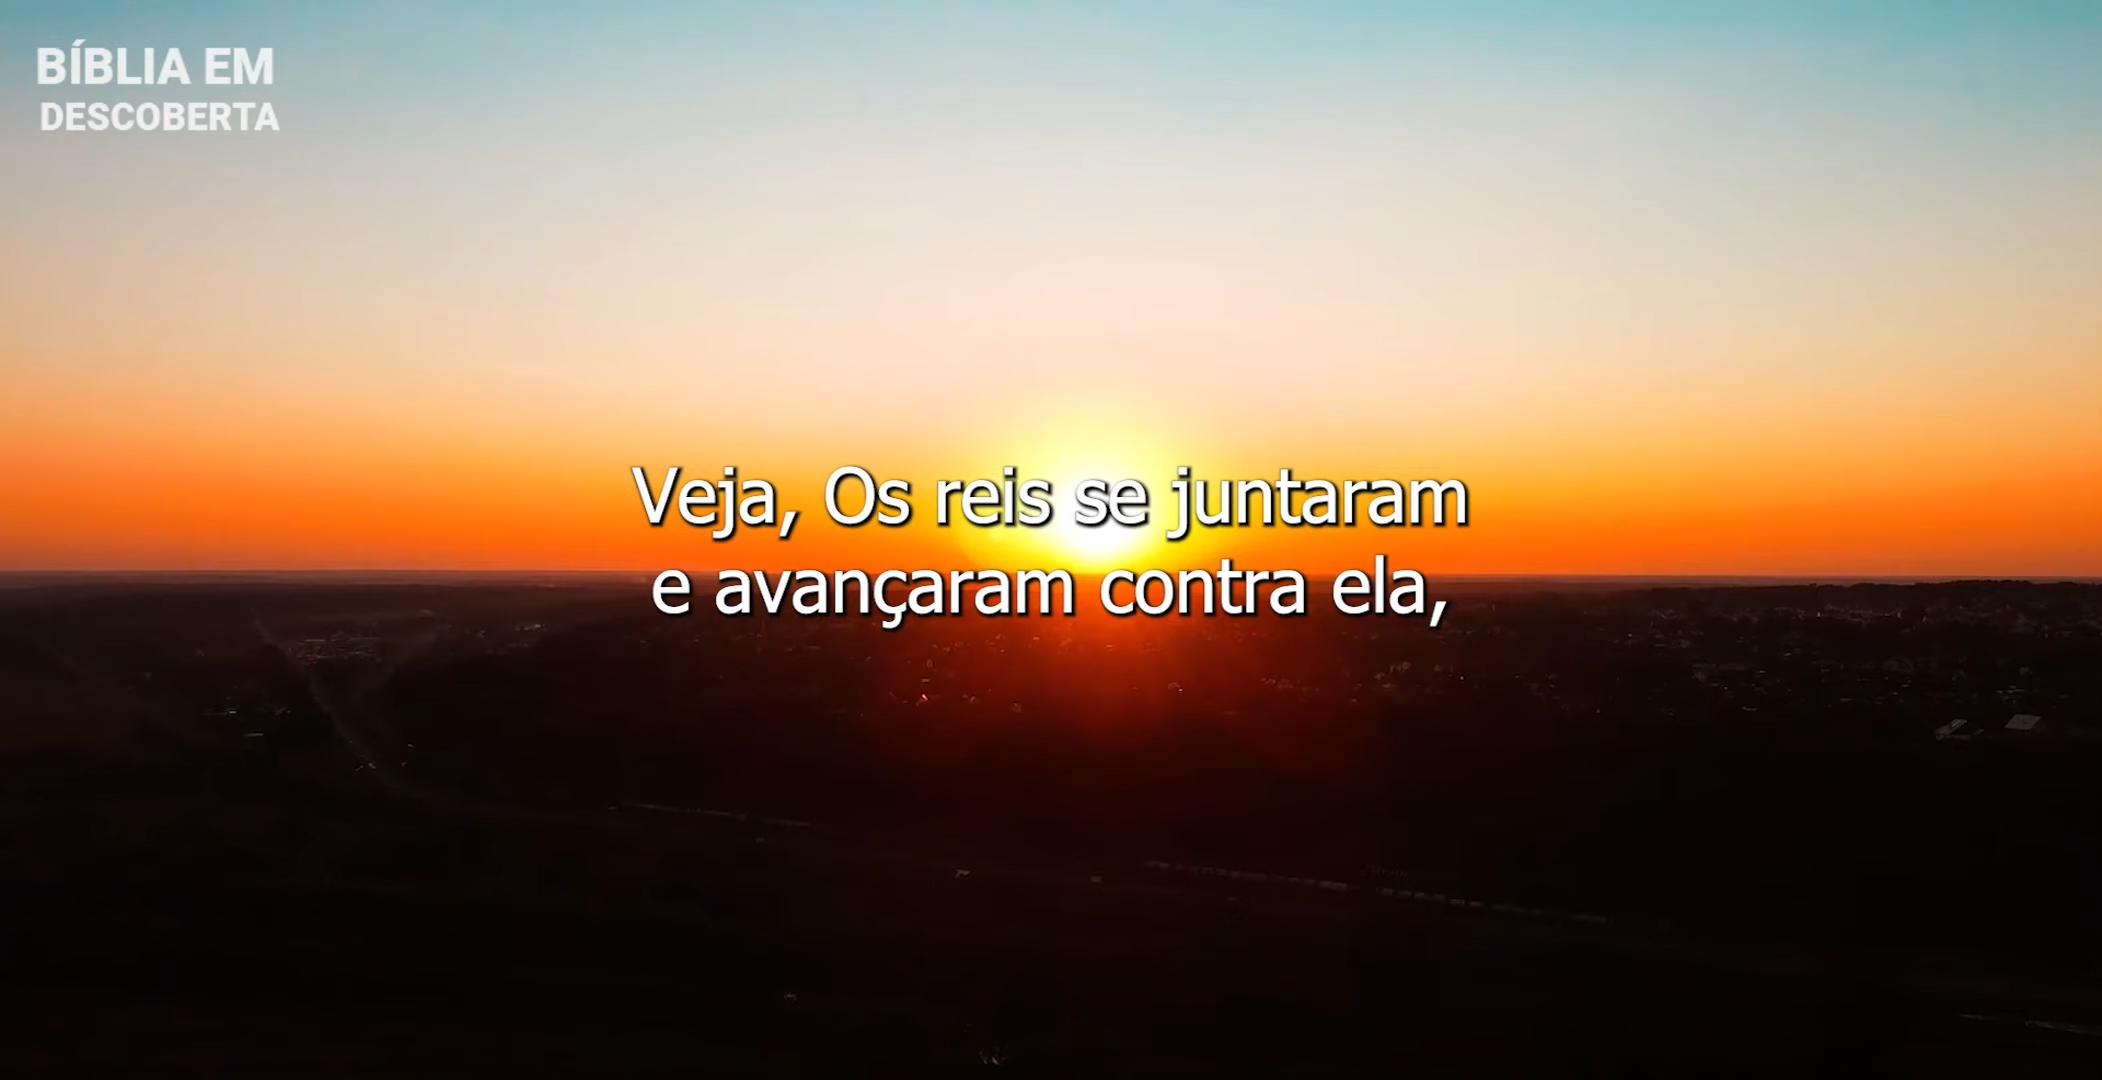 BÍBLIA EM
DESCOBERTA
Veja, Os reis se juntaram
e avançaram contra ela,